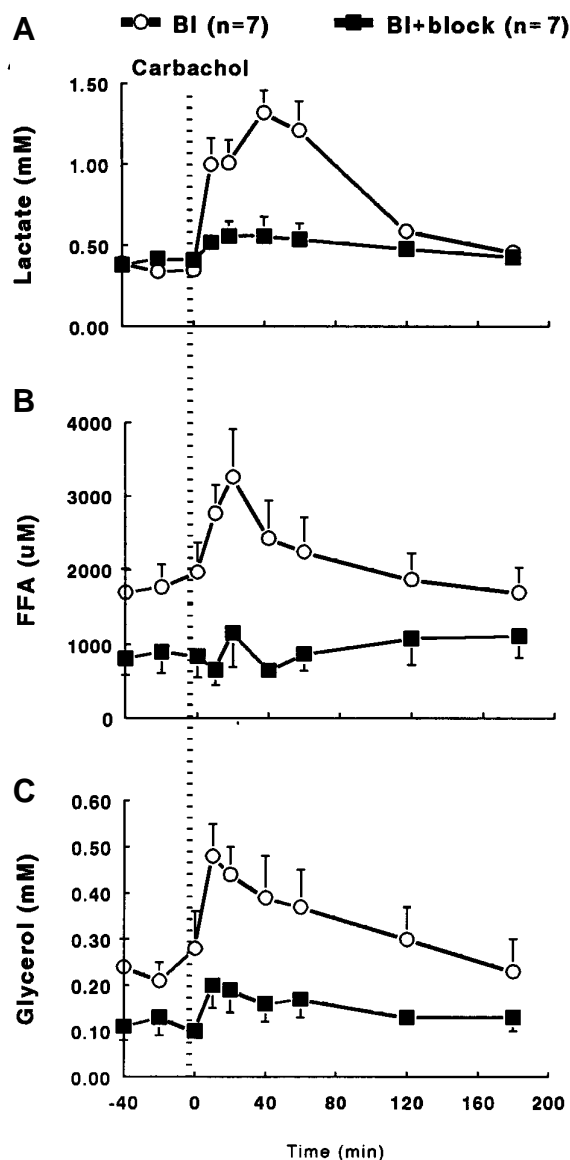 A BI (n=7) BI+block (n=7)
Carbachol
1.50
1.00
0.50
0.00
Lactate (mM)
B
4000
3000
2000
1000
0
FFA (uM)
C
0.60
0.50
0.40
0.30
0.20
0.10
0.00
Glycerol (mM)
-40 0 40 80 120 160 200
Time (min)